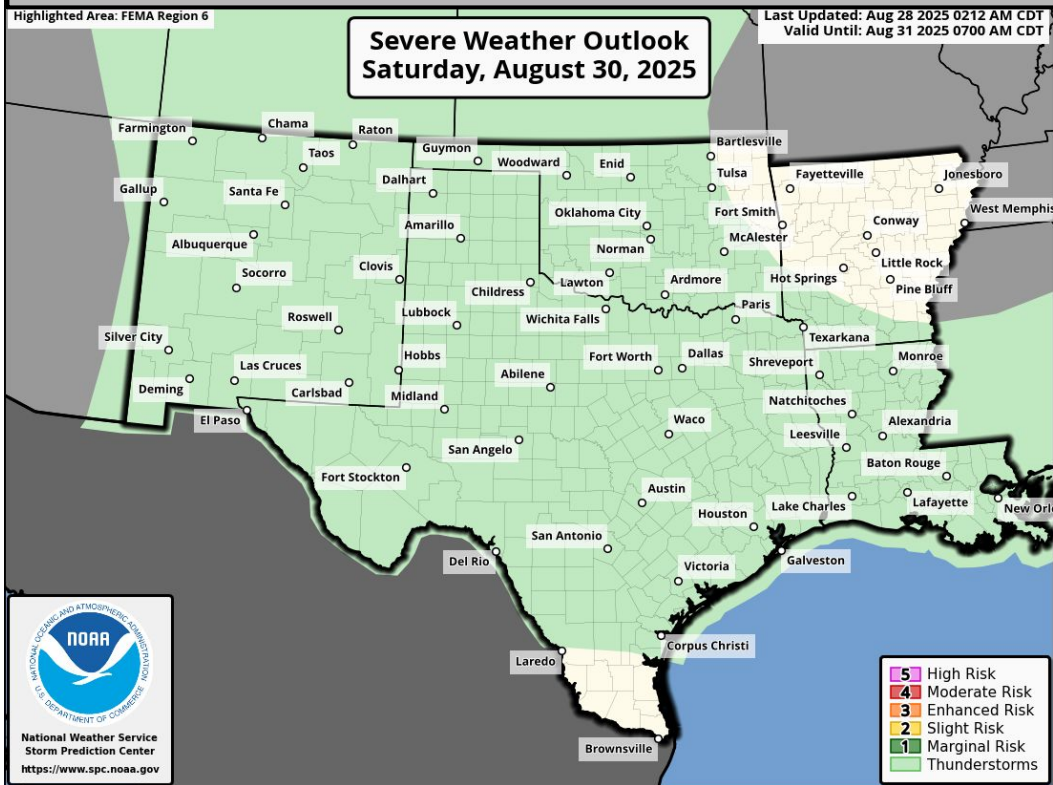 Highlighted Area: FEMA Region 6
Last Updated: Aug 28 2025 0212 AM CDT
Valid Until: Aug 31 2025 0700 AM CDT
Severe Weather Outlook
Saturday, August 30, 2025
Farmington
Chama
Raton
Taos
Guymon
Woodward
Enid
Bartlesville
Tulsa
Fayetteville
Jonesboro
Gallup
Santa Fe
Dalhart
Amarillo
Oklahoma City
Norman
Fort Smith
McAlester
Conway
West Memphis
Albuquerque
Socorro
Clovis
Childress
Lawton
Ardmore
Hot Springs
Little Rock
Pine Bluff
Roswell
Lubbock
Wichita Falls
Paris
Texarkana
Silver City
Las Cruces
Hobbs
Fort Worth
Dallas
Shreveport
Monroe
Deming
Carlsbad
Midland
Abilene
Natchitoches
El Paso
Waco
Leesville
Alexandria
San Angelo
Fort Stockton
Baton Rouge
Austin
Houston
Lake Charles
Lafayette
New Orl
San Antonio
Del Rio
Galveston
Victoria
Laredo
Corpus Christi
Brownsville
NATIONAL OCEANIC AND ATMOSPHERIC ADMINISTRATION
NOAA
U.S. DEPARTMENT OF COMMERCE
National Weather Service
Storm Prediction Center
https://www.spc.noaa.gov
5 High Risk
4 Moderate Risk
3 Enhanced Risk
2 Slight Risk
1 Marginal Risk
Thunderstorms